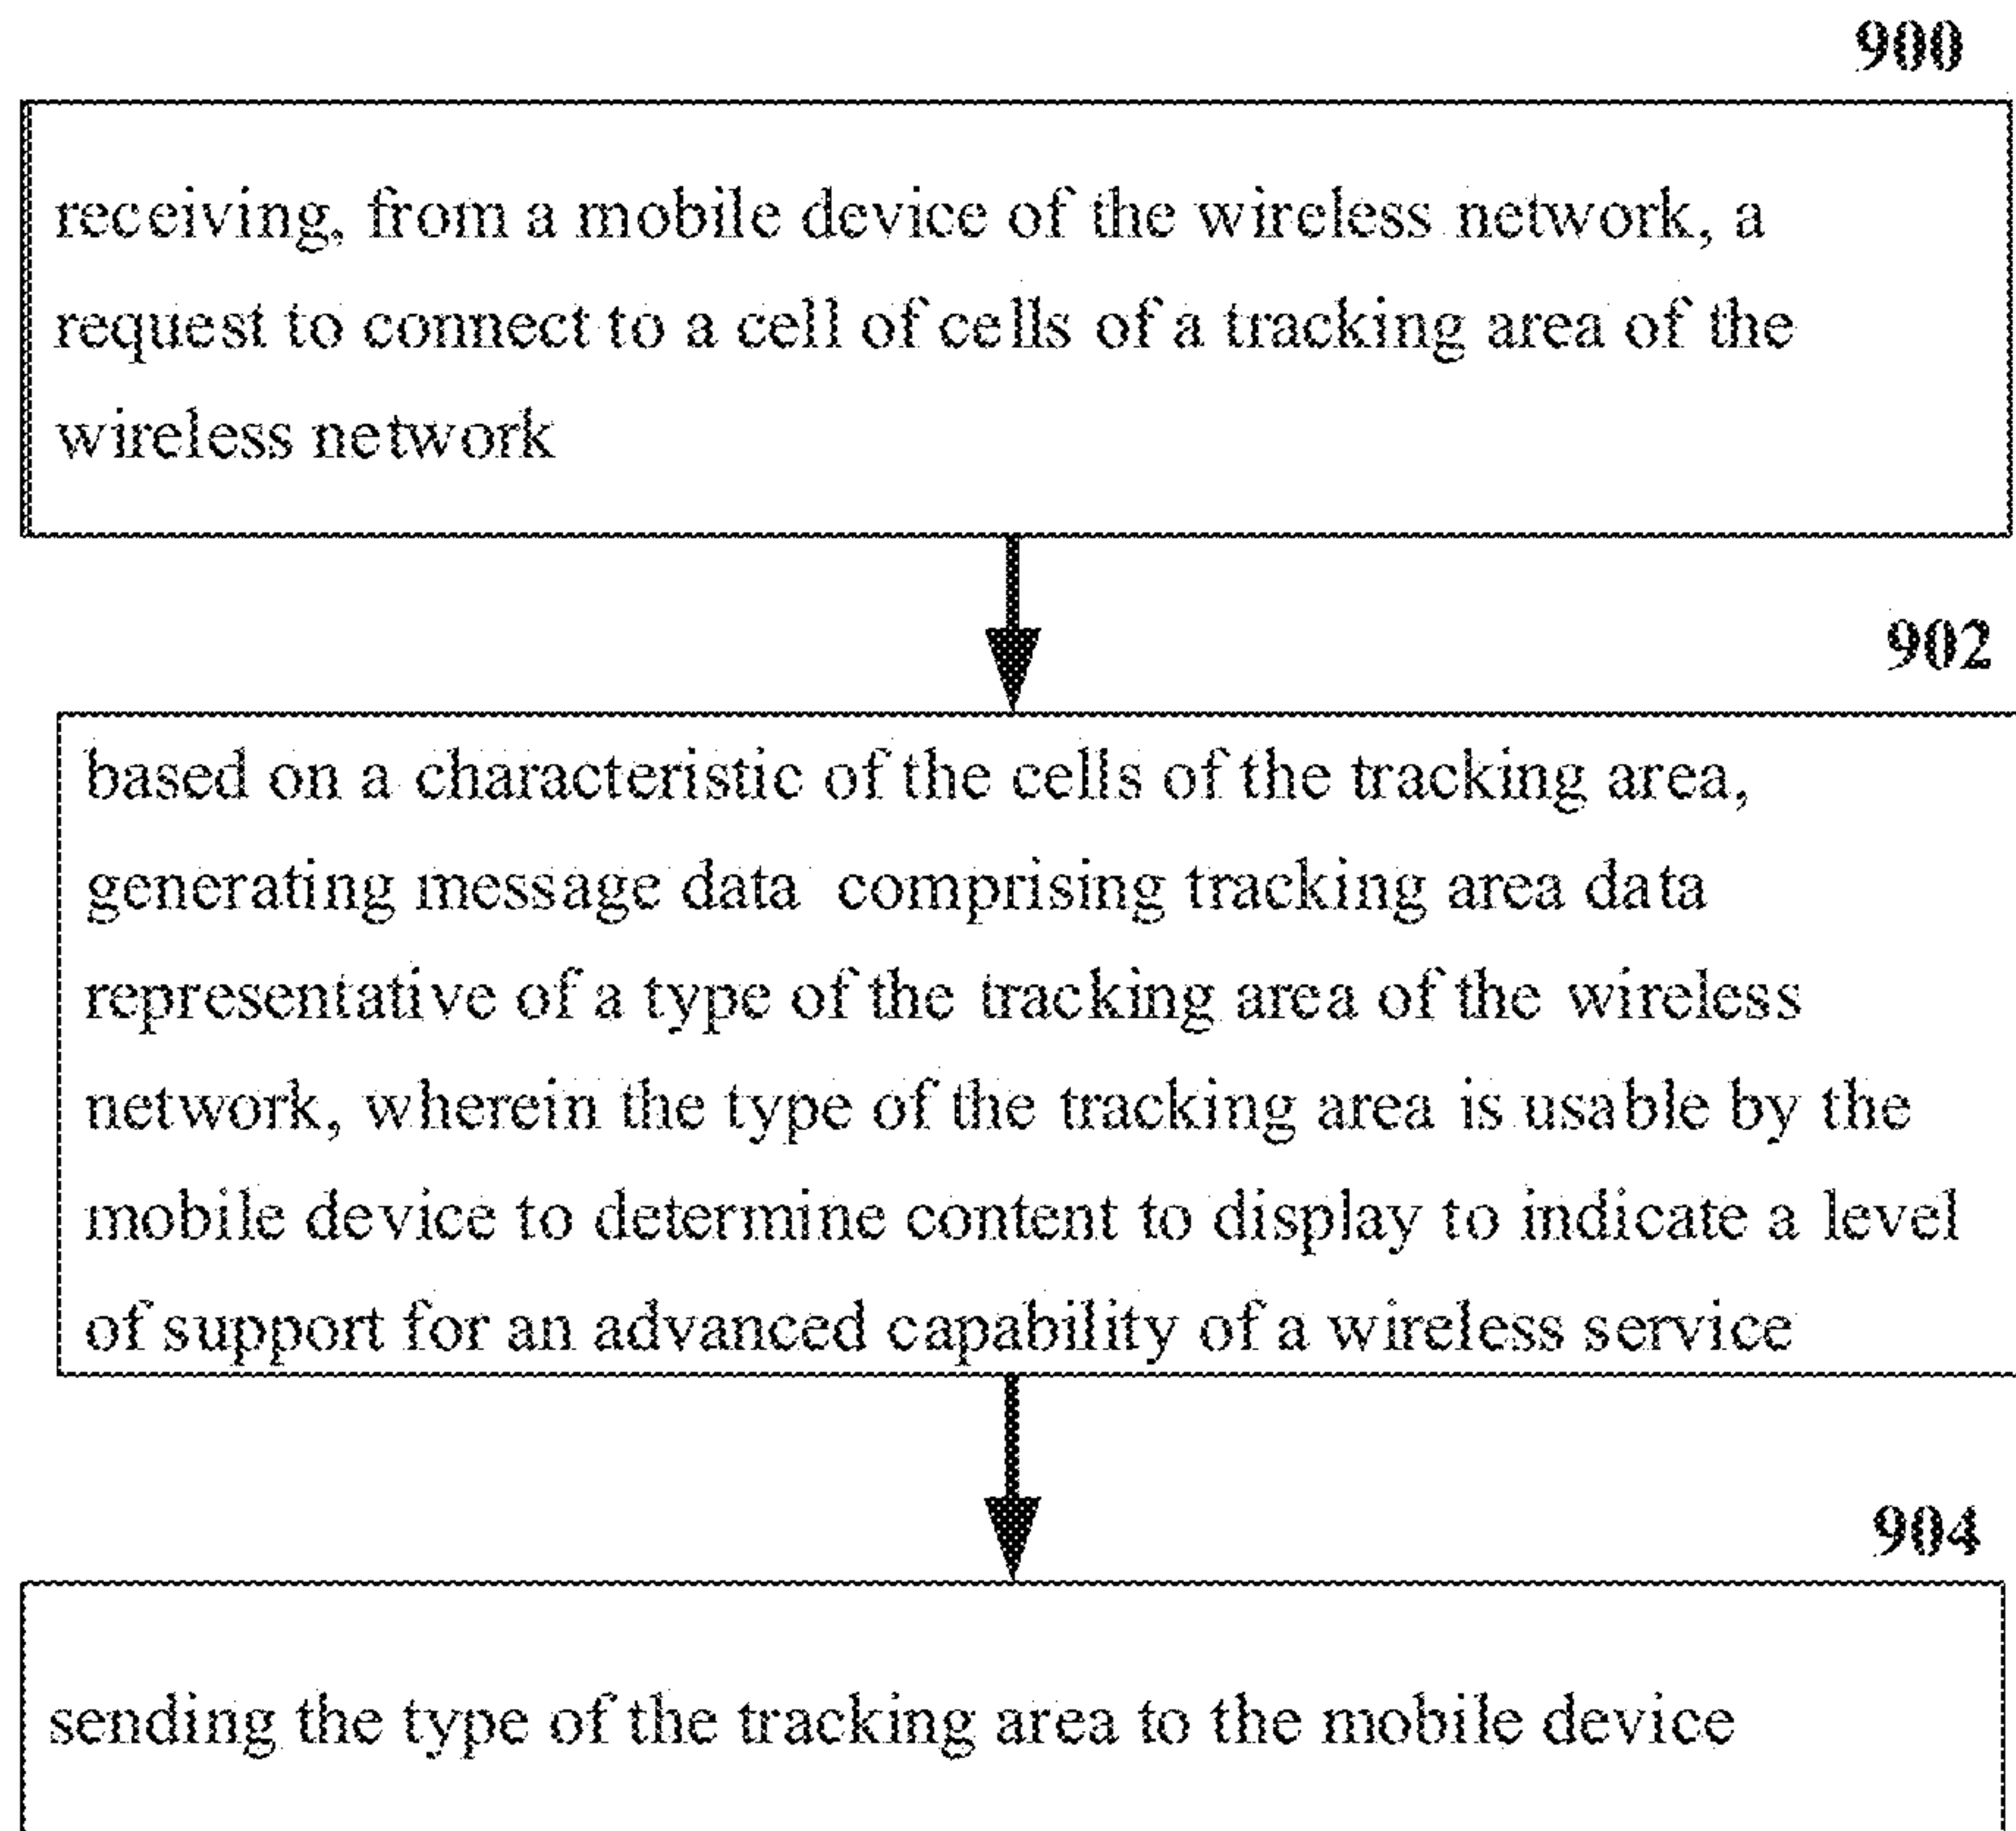 900
receiving, from a mobile device of the wireless network, a
request to connect to a cell of cells of a tracking area of the
wireless network
902
based on a characteristic of the cells of the tracking area,
generating message data comprising tracking area data
representative of a type of the tracking area of the wireless
network, wherein the type of the tracking area is usable by the
mobile device to determine content to display to indicate a level
of support for an advanced capability of a wireless service
904
sending the type of the tracking area to the mobile device